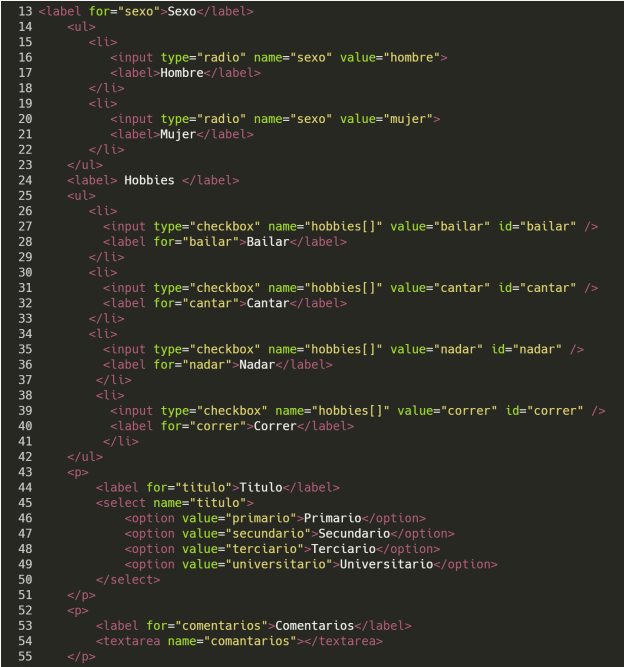 13 <label for="sexo">Sexo</label>
14     <ul>
15        <li>
16           <input type="radio" name="sexo" value="hombre">
17           <label>Hombre</label>
18        </li>
19        <li>
20           <input type="radio" name="sexo" value="mujer">
21           <label>Mujer</label>
22        </li>
23     </ul>
24     <label> Hobbies </label>
25     <ul>
26        <li>
27          <input type="checkbox" name="hobbies[]" value="bailar" id="bailar" />
28          <label for="bailar">Bailar</label>
29        </li>
30        <li>
31          <input type="checkbox" name="hobbies[]" value="cantar" id="cantar" />
32          <label for="cantar">Cantar</label>
33        </li>
34        <li>
35          <input type="checkbox" name="hobbies[]" value="nadar" id="nadar" />
36          <label for="nadar">Nadar</label>
37         </li>
38         <li>
39           <input type="checkbox" name="hobbies[]" value="correr" id="correr" />
40           <label for="correr">Correr</label>
41          </li>
42     </ul>
43     <p>
44         <label for="titulo">Titulo</label>
45         <select name="titulo">
46             <option value="primario">Primario</option>
47             <option value="secundario">Secundario</option>
48             <option value="terciario">Terciario</option>
49             <option value="universitario">Universitario</option>
50         </select>
51     </p>
52     <p>
53         <label for="comentarios">Comentarios</label>
54         <textarea name="comantarios"></textarea>
55     </p>